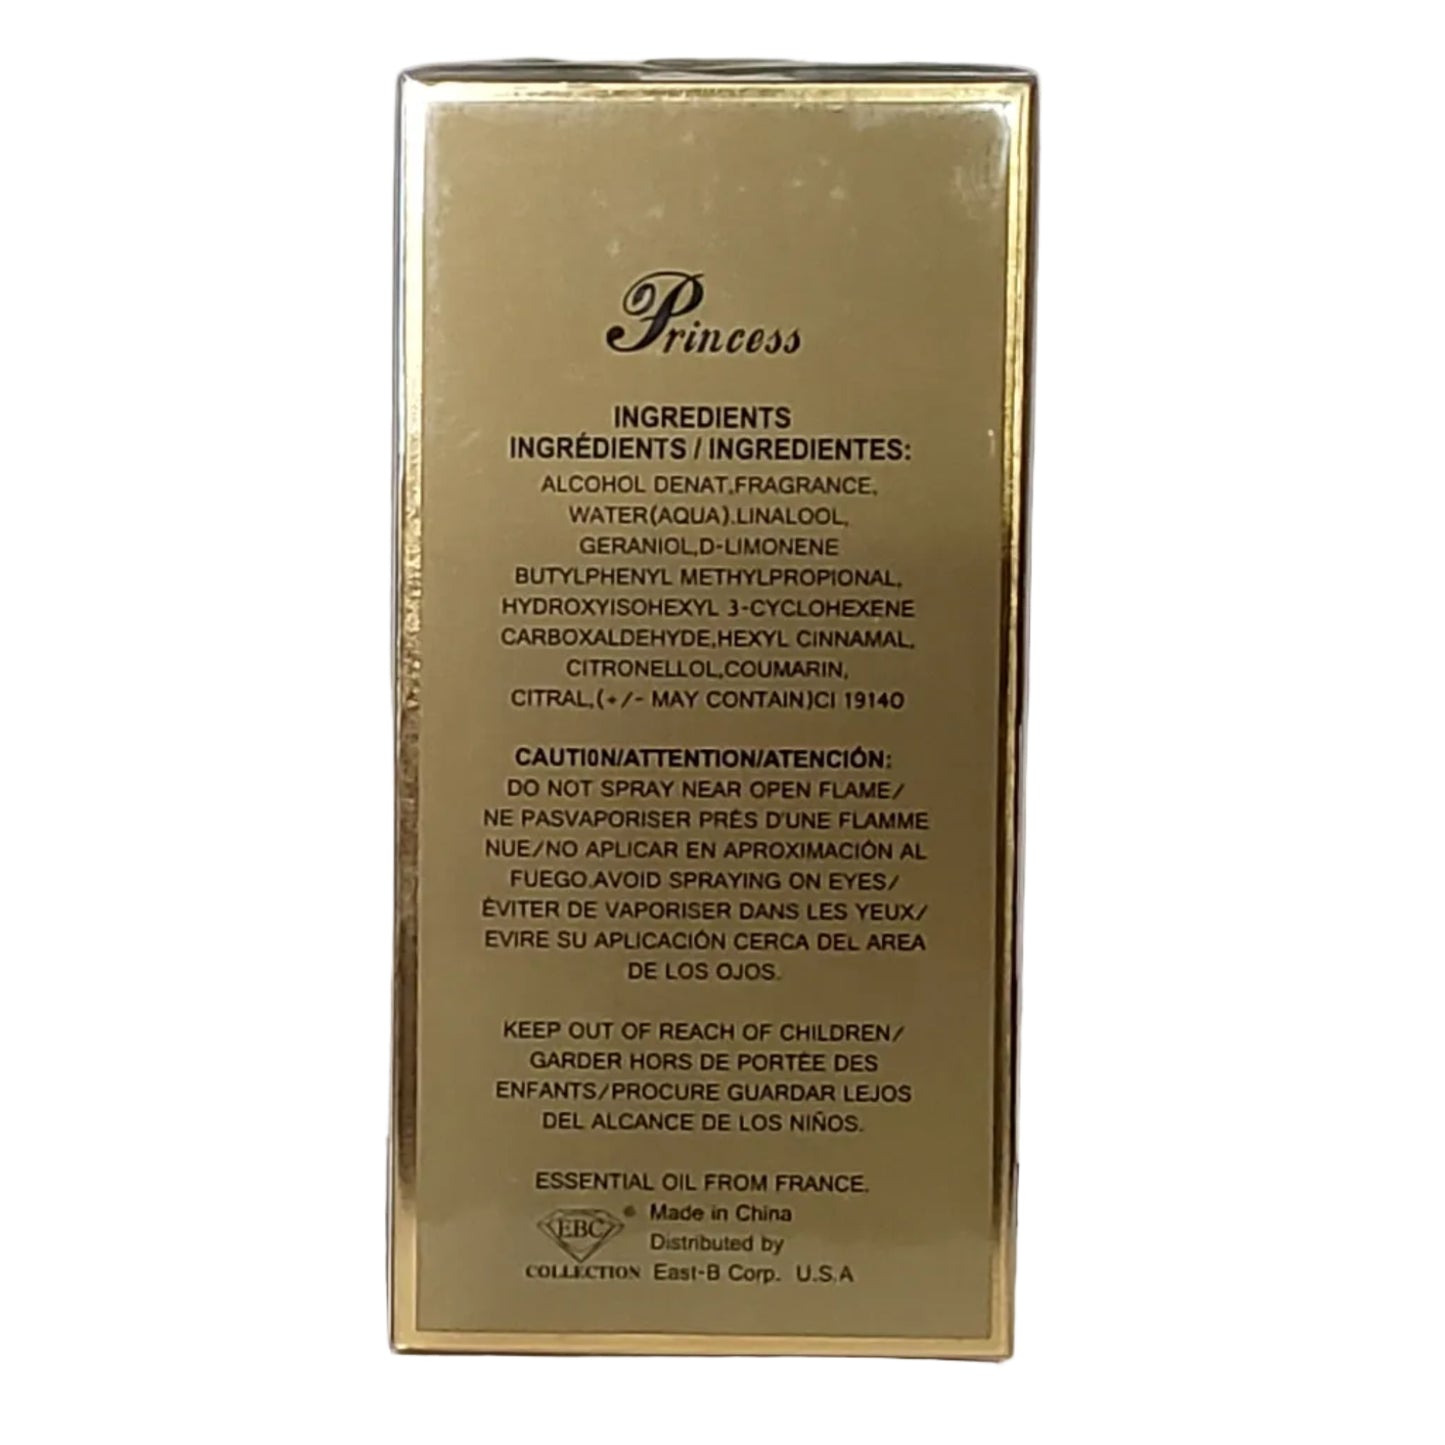 Princess
INGREDIENTS
INGRÉDIENTS / INGREDIENTES:
ALCOHOL DENAT,FRAGRANCE,
WATER(AQUA).LINALOOL,
GERANIOL,D-LIMONENE
BUTYLPHENYL METHYLPROPIONAL,
HYDROXYISOHEXYL 3-CYCLOHEXENE
CARBOXALDEHYDE,HEXYL CINNAMAL,
CITRONELLOL,COUMARIN,
CITRAL,(+/- MAY CONTAIN)CI 19140
CAUTION/ATTENTION/ATENCIÓN:
DO NOT SPRAY NEAR OPEN FLAME/
NE PASVAPORISER PRÉS D'UNE FLAMME
NUE/NO APLICAR EN APROXIMACIÓN AL
FUEGO.AVOID SPRAYING ON EYES/
ÉVITER DE VAPORISER DANS LES YEUX/
EVIRE SU APLICACIÓN CERCA DEL AREA
DE LOS OJOS.
KEEP OUT OF REACH OF CHILDREN/
GARDER HORS DE PORTÉE DES
ENFANTS/PROCURE GUARDAR LEJOS
DEL ALCANCE DE LOS NIÑOS.
ESSENTIAL OIL FROM FRANCE.
EBC® Made in China
Distributed by
COLLECTION East-B Corp. U.S.A